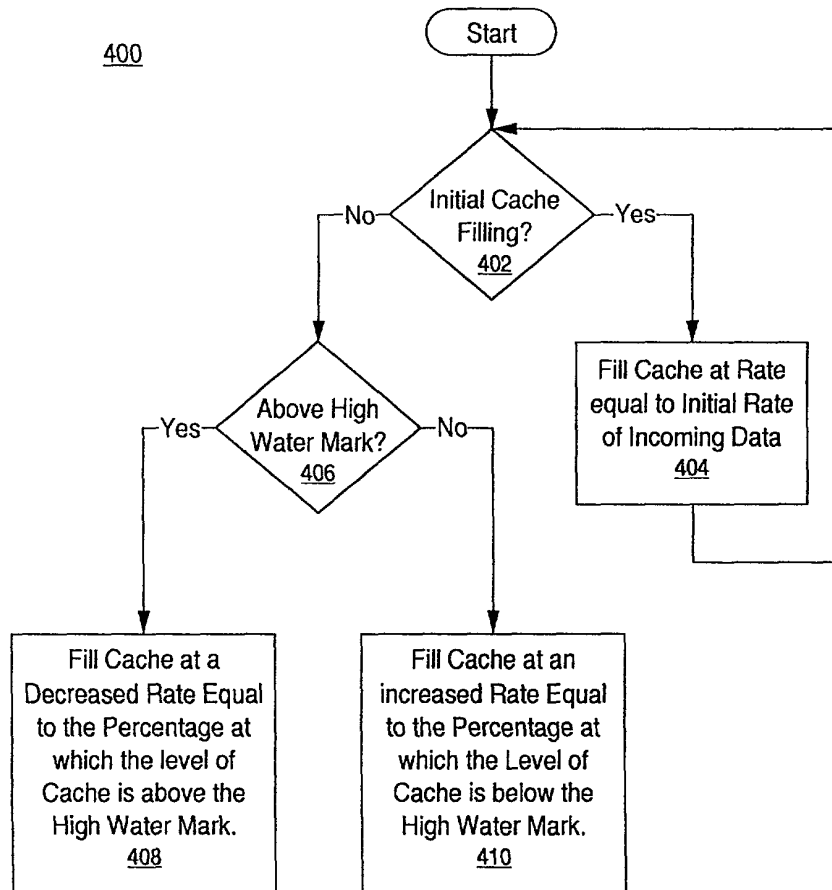 400
Start
Initial Cache
Filling?
402
No
Yes
Fill Cache at Rate
equal to Initial Rate
of Incoming Data
404
Above High
Water Mark?
406
Yes
No
Fill Cache at a
Decreased Rate Equal
to the Percentage at
which the level of
Cache is above the
High Water Mark.
408
Fill Cache at an
increased Rate Equal
to the Percentage at
which the Level of
Cache is below the
High Water Mark.
410